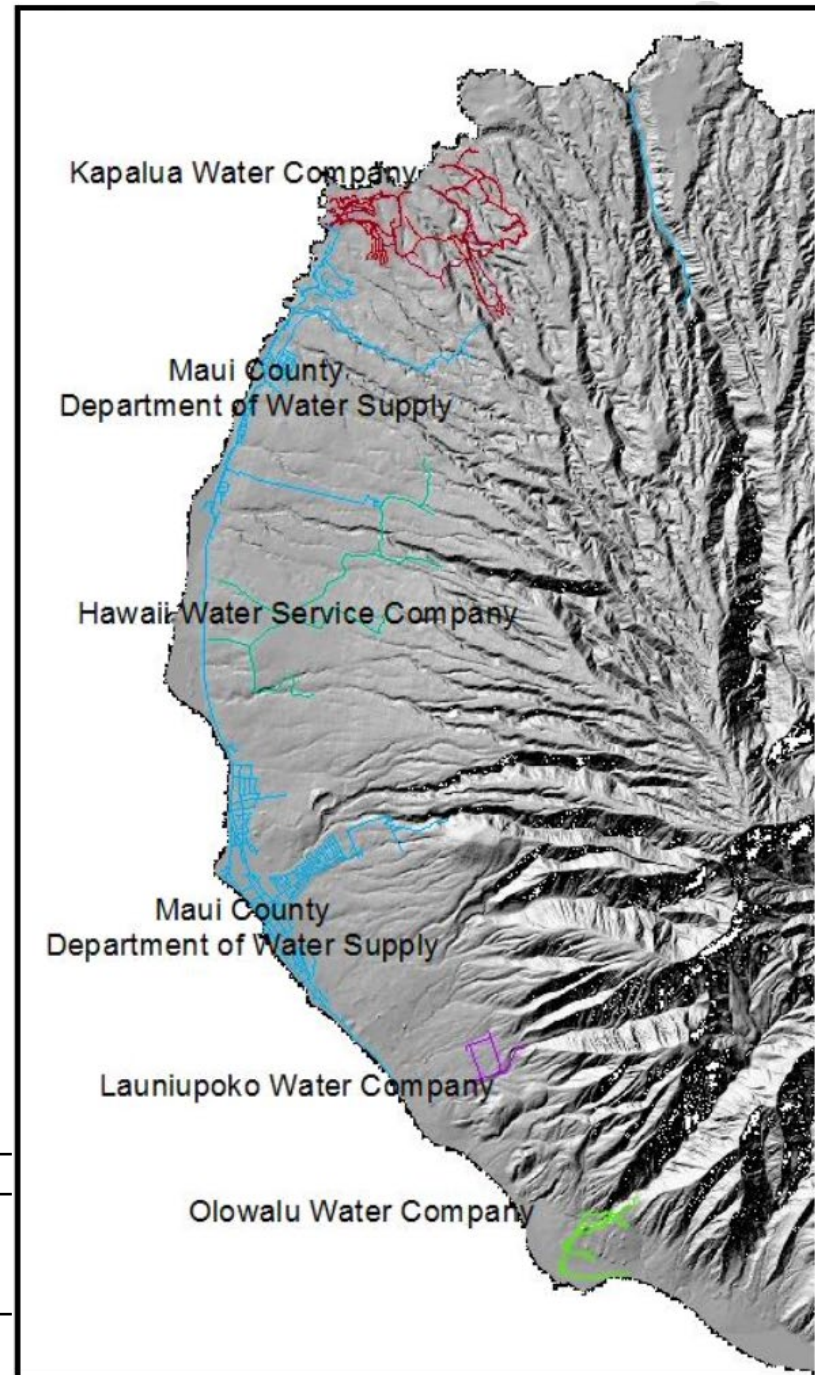 Kapalua Water Company
Maui County
Department of Water Supply
Hawaii Water Service Company
Maui County
Department of Water Supply
Launiupoko Water Company
Olowalu Water Company